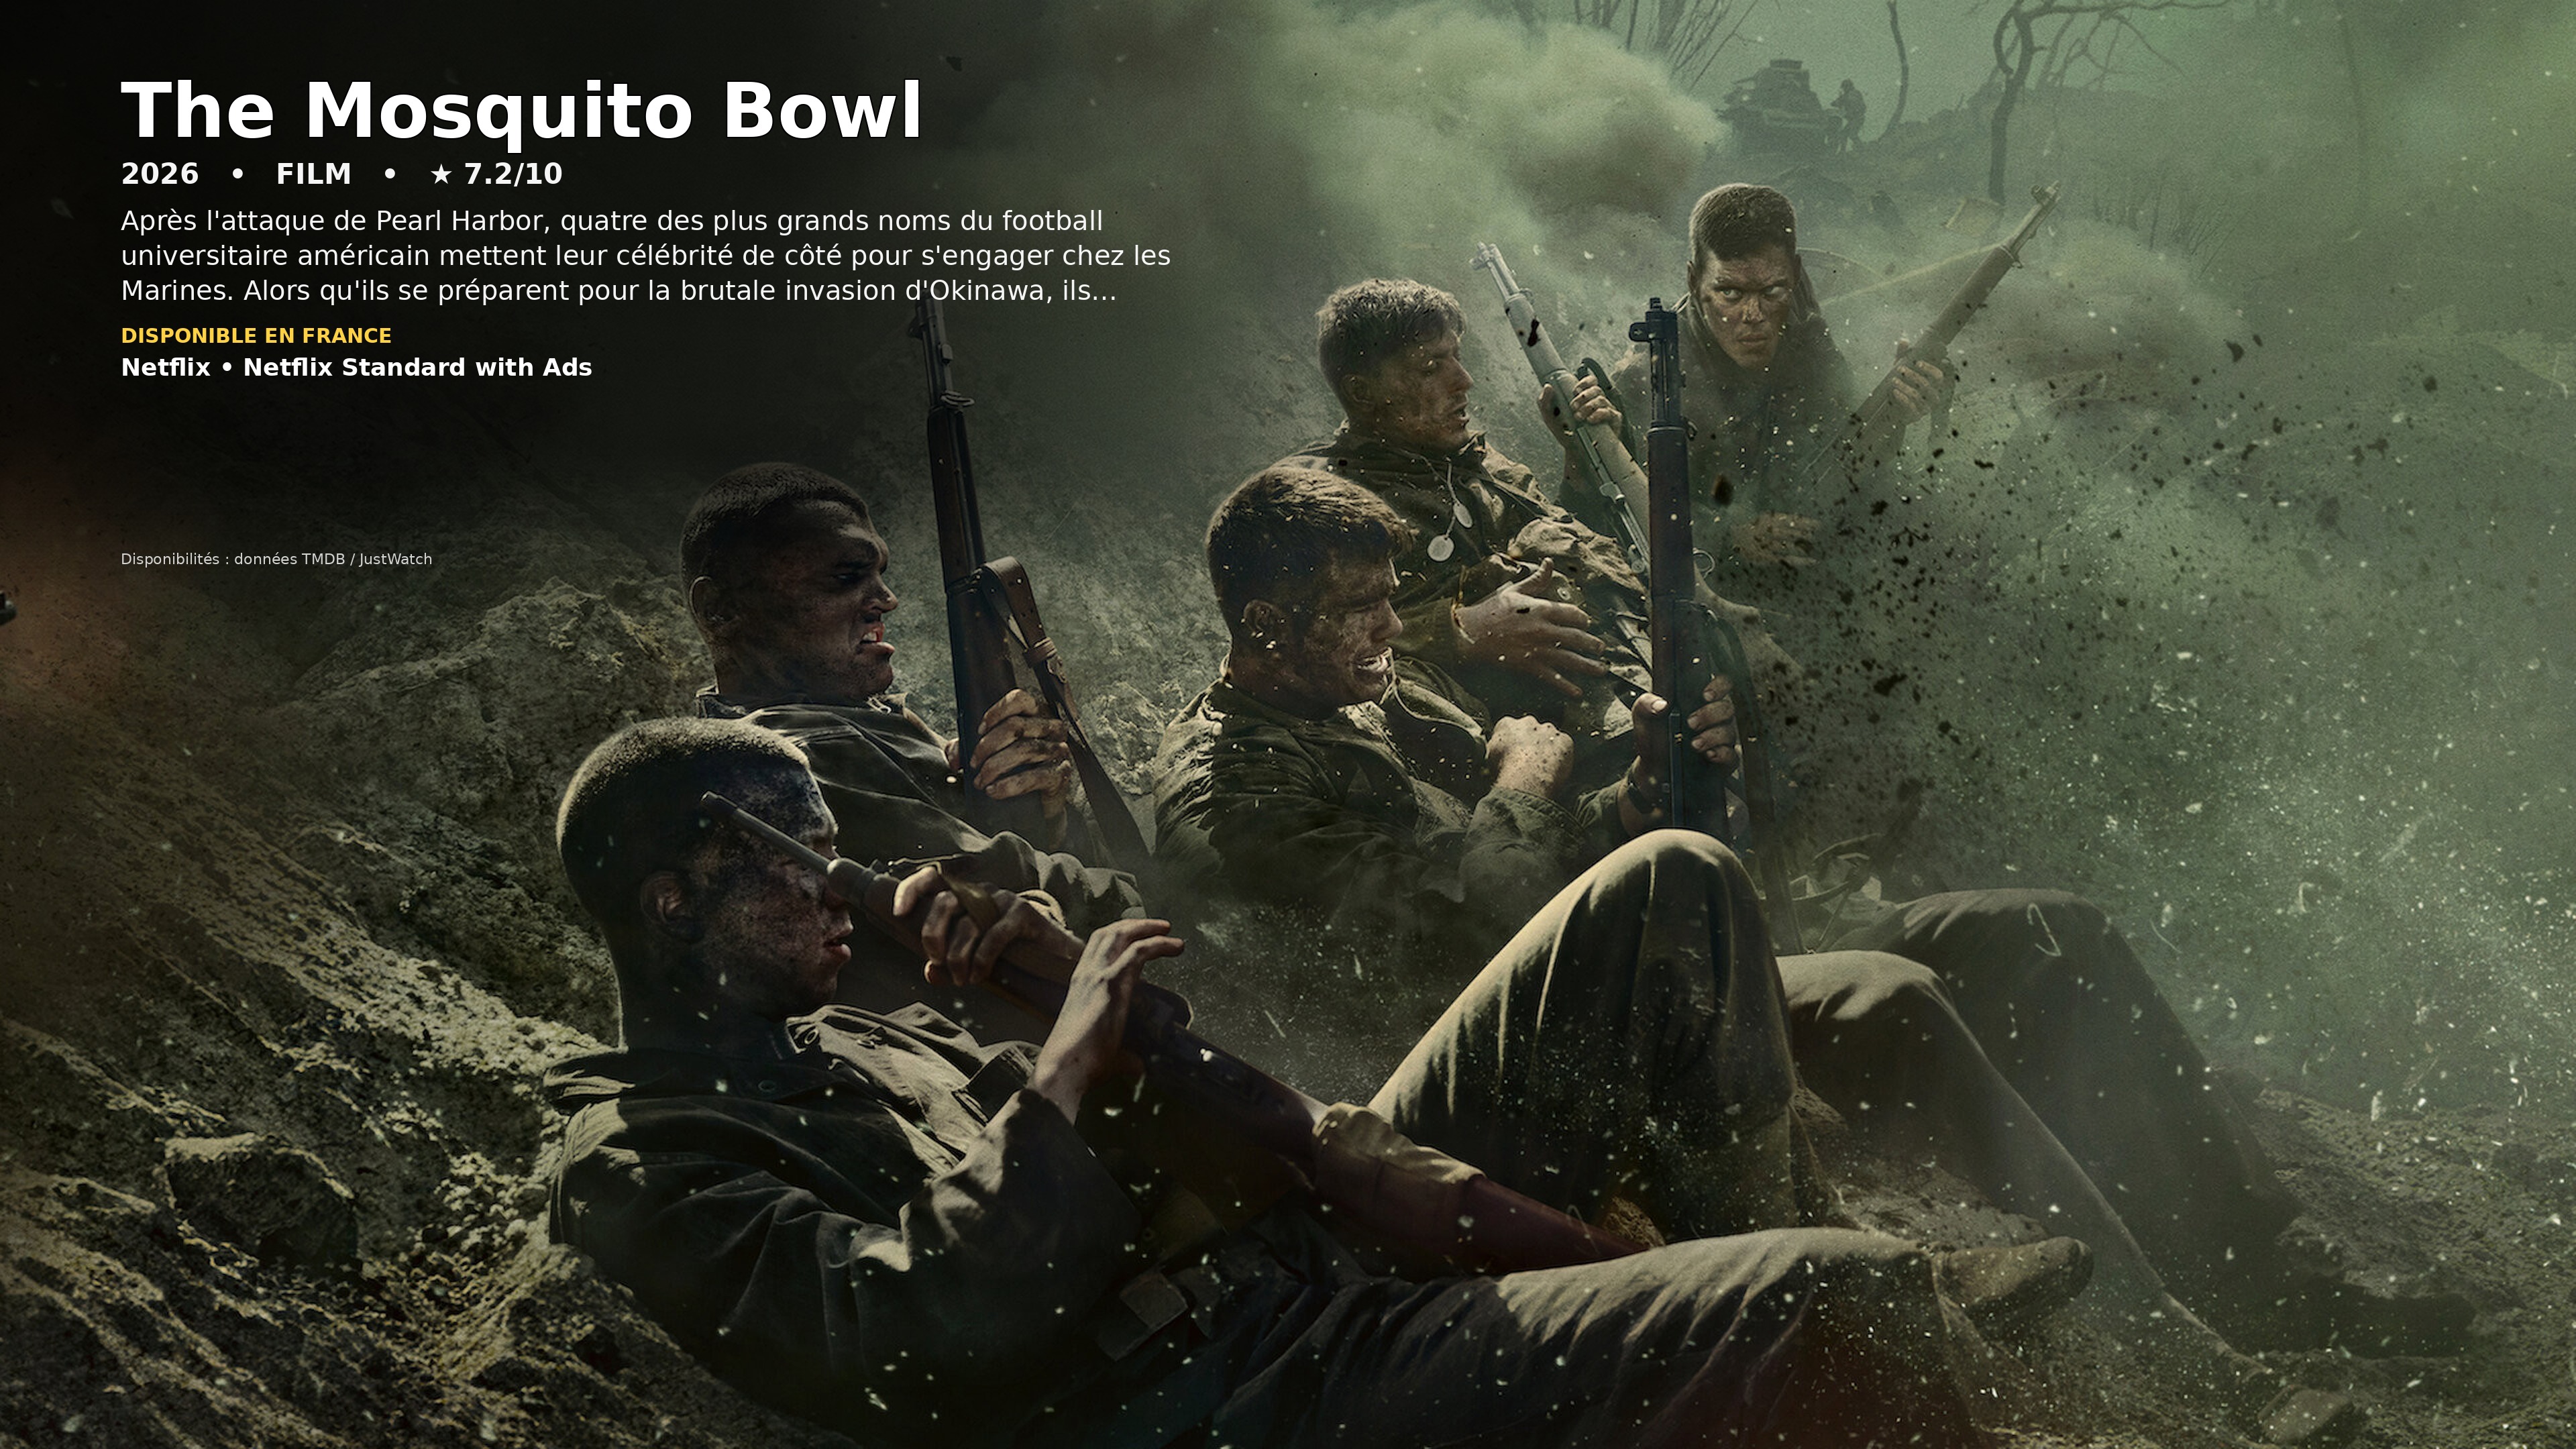 The Mosquito Bowl
2026 • FILM • ★ 7.2/10
Après l'attaque de Pearl Harbor, quatre des plus grands noms du football
universitaire américain mettent leur célébrité de côté pour s'engager chez les
Marines. Alors qu'ils se préparent pour la brutale invasion d'Okinawa, ils...
DISPONIBLE EN FRANCE
Netflix • Netflix Standard with Ads
Disponibilités : données TMDB / JustWatch